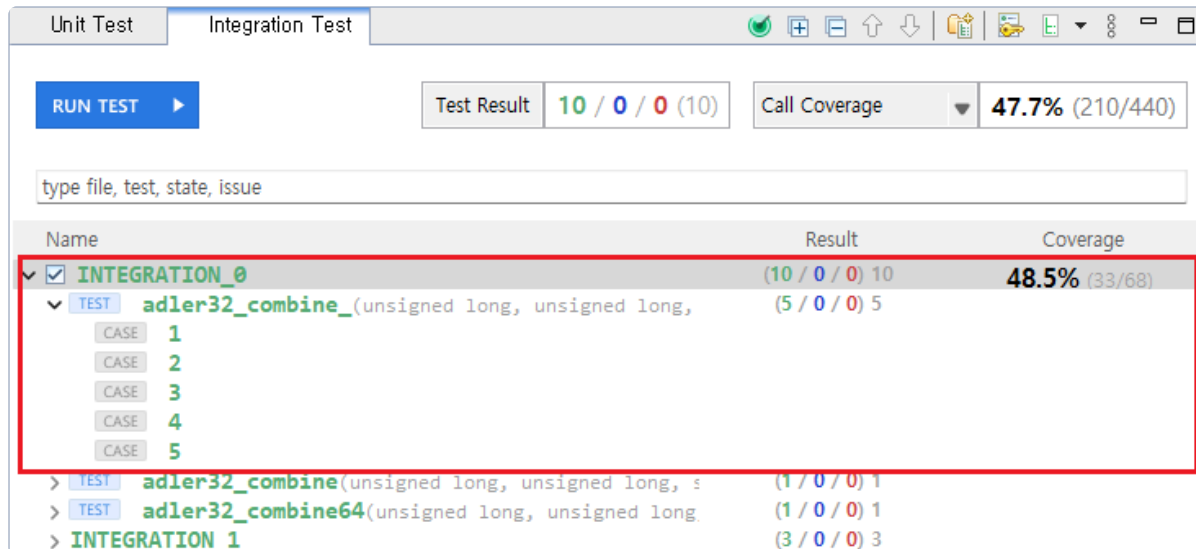 Unit Test Integration Test
RUN TEST Test Result 10 / 0 / 0 (10) Call Coverage 47.7% (210/440)
type file, test, state, issue
Name Result Coverage
INTEGRATION_0 (10 / 0 / 0) 10 48.5% (33/68)
TEST adler32_combine_(unsigned long, unsigned long, (5 / 0 / 0) 5
CASE 1
CASE 2
CASE 3
CASE 4
CASE 5
TEST adler32_combine(unsigned long, unsigned long, s (1 / 0 / 0) 1
TEST adler32_combine64(unsigned long, unsigned long (1 / 0 / 0) 1
INTEGRATION_1 (3 / 0 / 0) 3